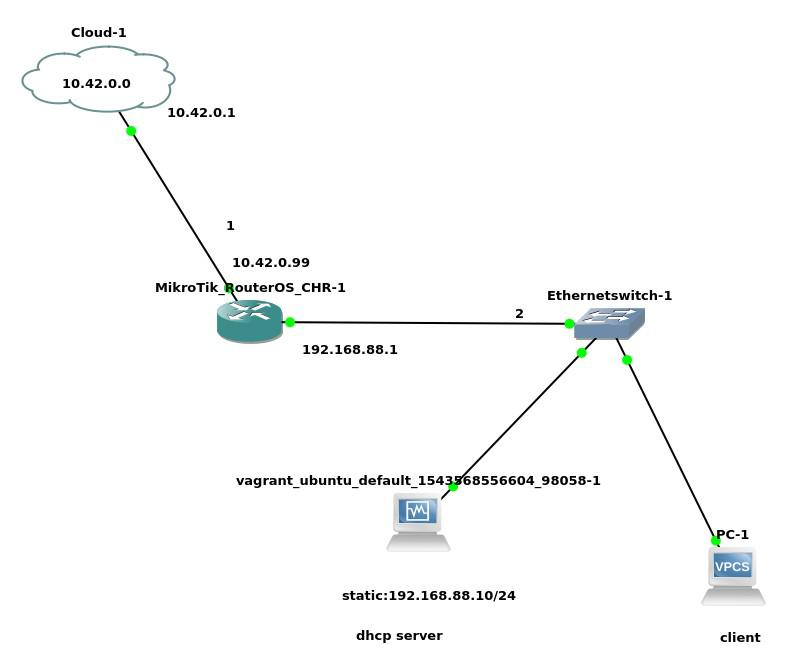 Cloud-1
10.42.0.0
10.42.0.1
1
10.42.0.99
MikroTik_RouterOS_CHR-1
Ethernetswitch-1
2
192.168.88.1
vagrant_ubuntu_default_1543568556604_98058-1
PC-1
VPCS
static:192.168.88.10/24
dhcp server
client